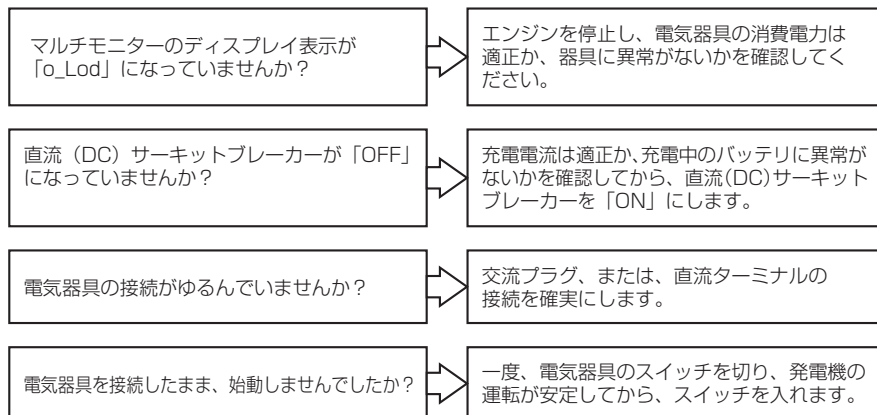 マルチモニターのディスプレイ表示が
「o_Lod」になっていませんか？
エンジンを停止し、電気器具の消費電力は
適正か、器具に異常がないかを確認してく
ださい。
直流（DC）サーキットブレーカーが「OFF」
になっていませんか？
充電電流は適正か、充電中のバッテリに異常が
ないかを確認してから、直流(DC)サーキット
ブレーカーを「ON」にします。
電気器具の接続がゆるんでいませんか？
交流プラグ、または、直流ターミナルの
接続を確実にします。
電気器具を接続したまま、始動しませんでしたか？
一度、電気器具のスイッチを切り、発電機の
運転が安定してから、スイッチを入れます。